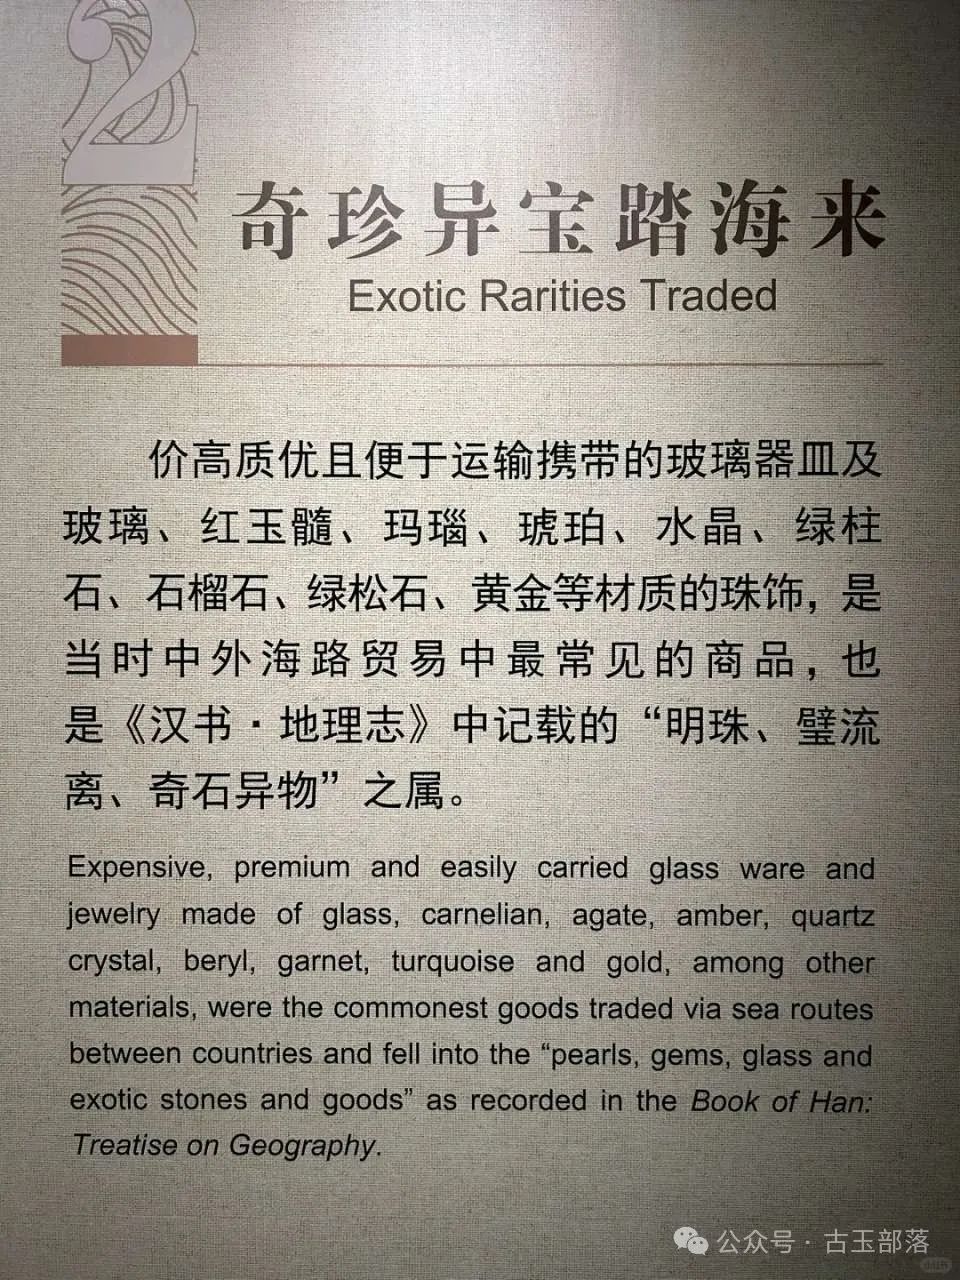 2
奇珍异宝踏海来
Exotic Rarities Traded
价高质优且便于运输携带的玻璃器皿及
玻璃、红玉髓、玛瑙、琥珀、水晶、绿柱
石、石榴石、绿松石、黄金等材质的珠饰，是
当时中外海路贸易中最常见的商品，也
是《汉书·地理志》中记载的“明珠、璧流
离、奇石异物”之属。
Expensive, premium and easily carried glass ware and
jewelry made of glass, carnelian, agate, amber, quartz
crystal, beryl, garnet, turquoise and gold, among other
materials, were the commonest goods traded via sea routes
between countries and fell into the “pearls, gems, glass and
exotic stones and goods” as recorded in the Book of Han:
Treatise on Geography.
公众号·古玉部落